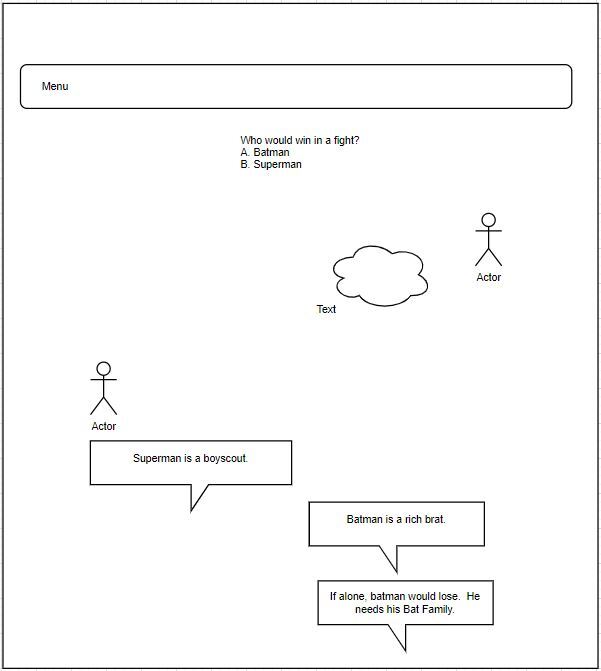 Menu
Who would win in a fight?
A. Batman
B. Superman
Actor
Text
Actor
Superman is a boyscout.
Batman is a rich brat.
If alone, batman would lose.  He
needs his Bat Family.